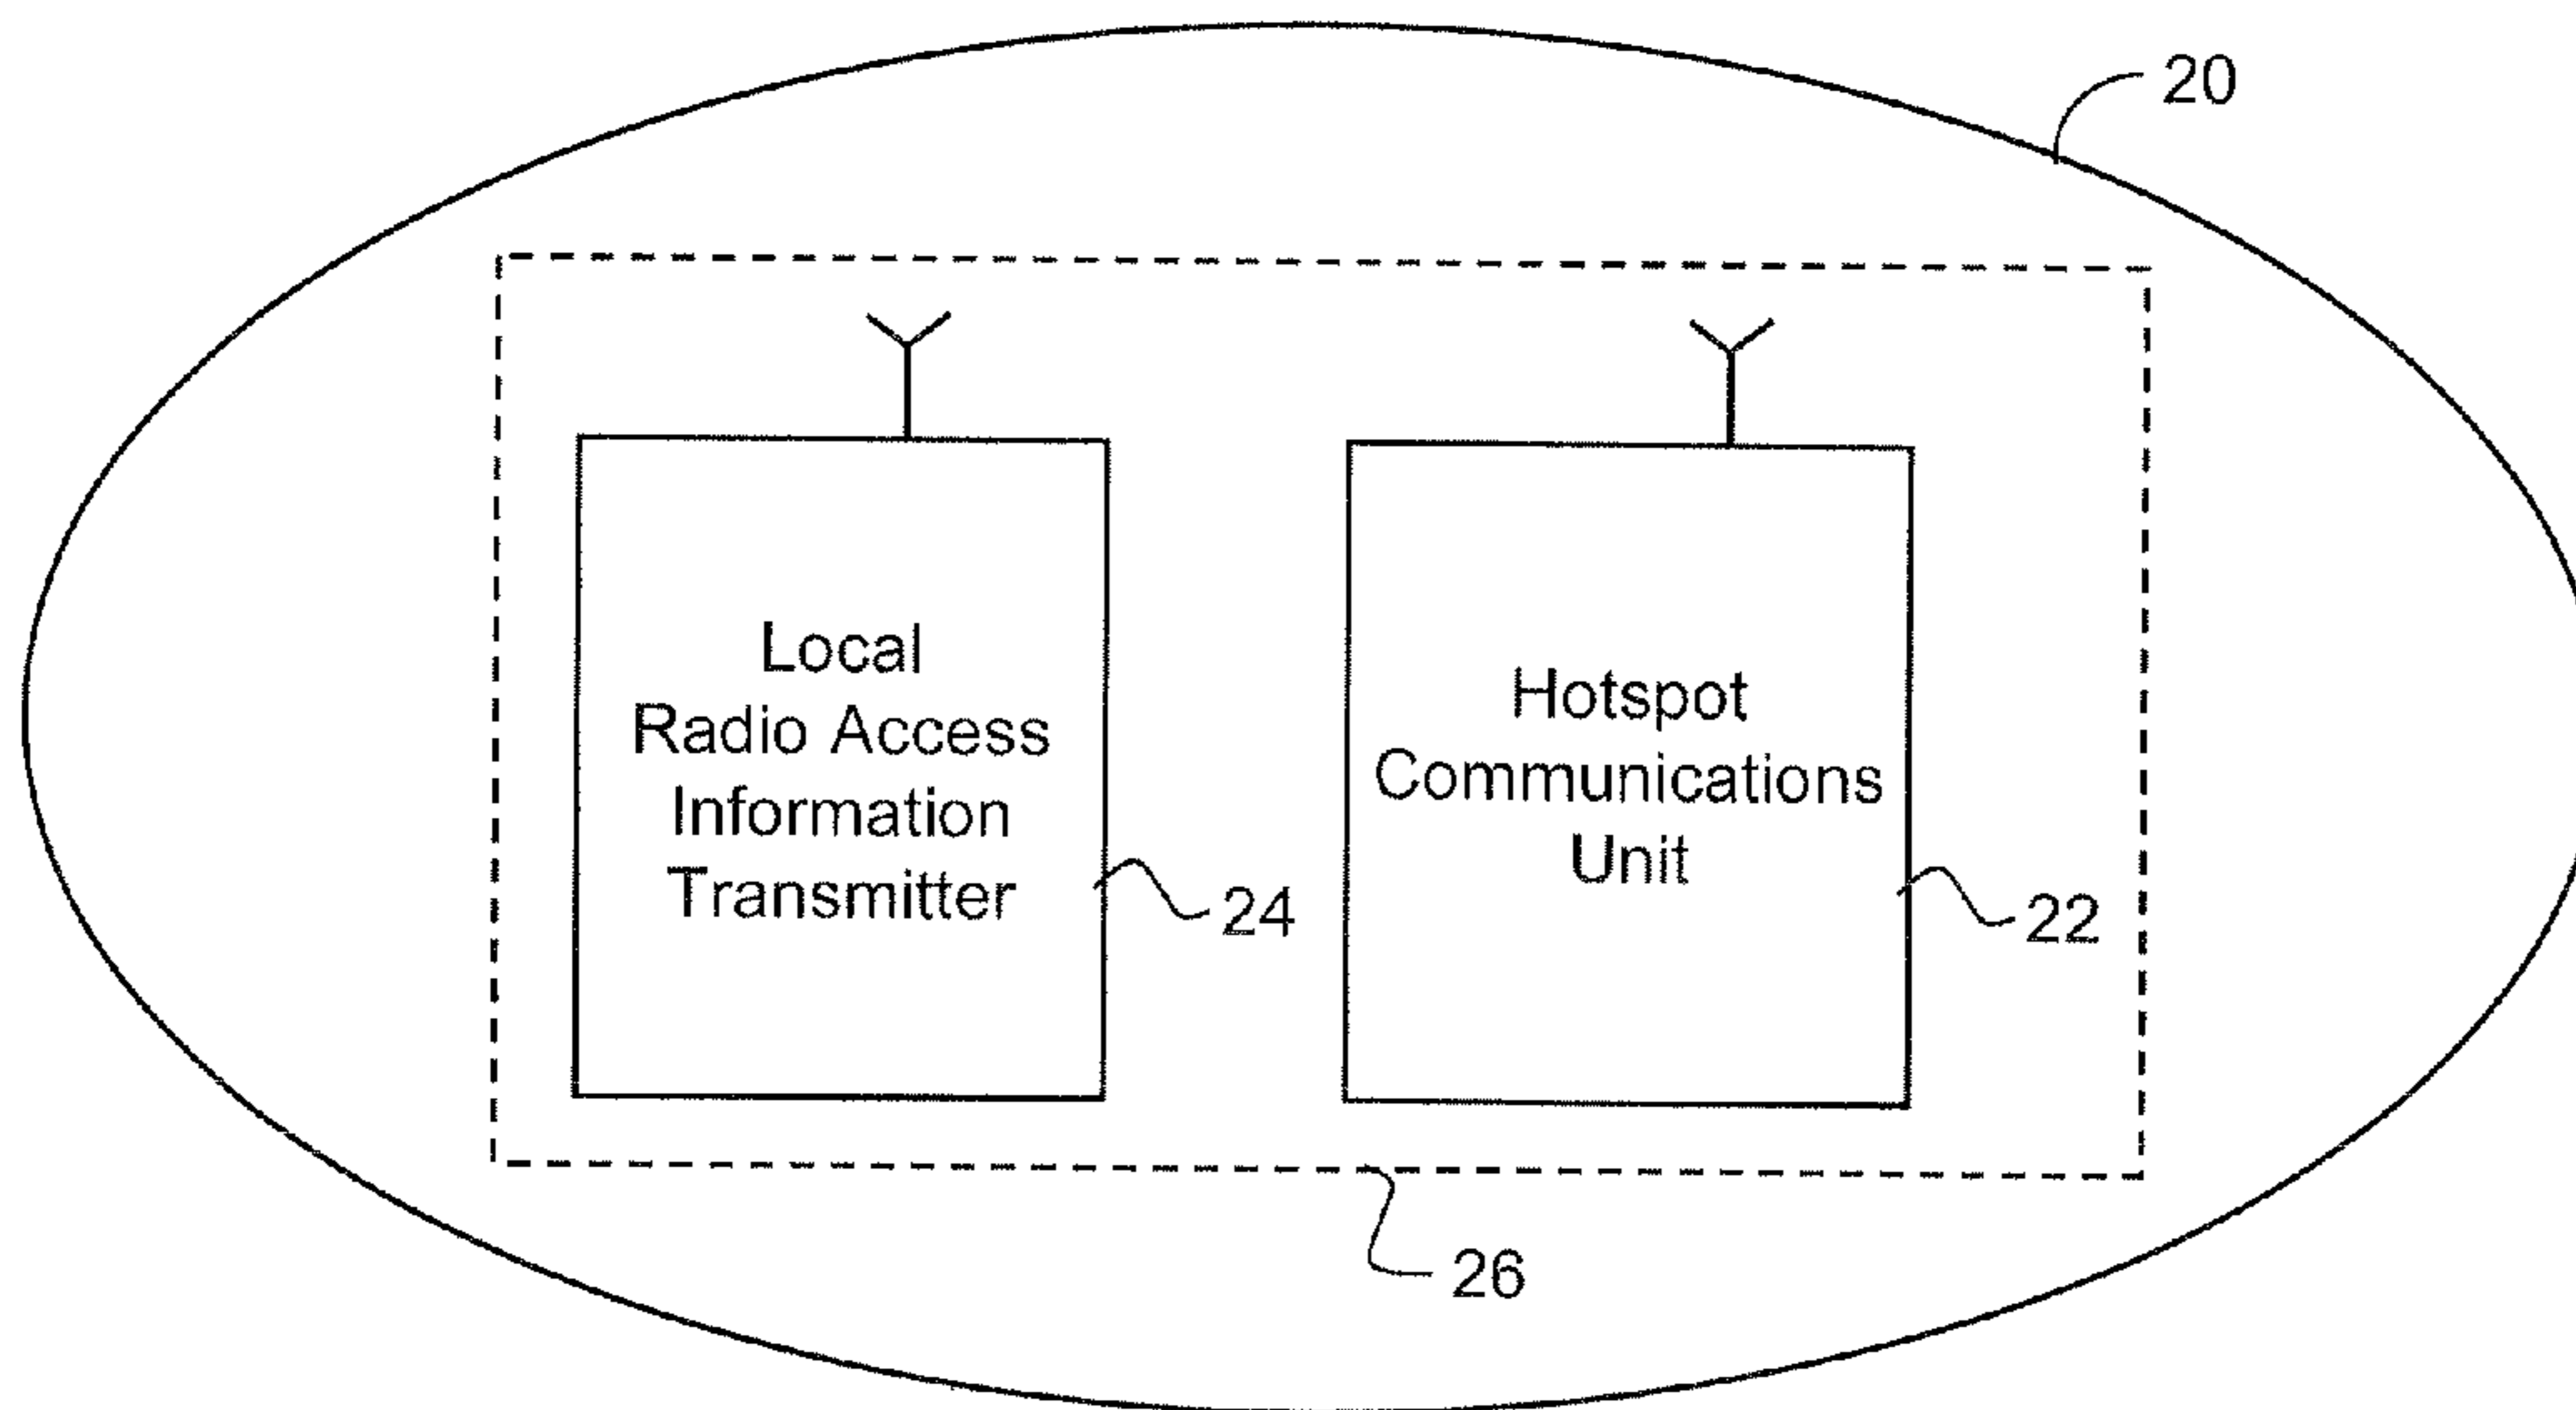 20
Local
Radio Access
Information
Transmitter
24
Hotspot
Communications
Unit
22
26